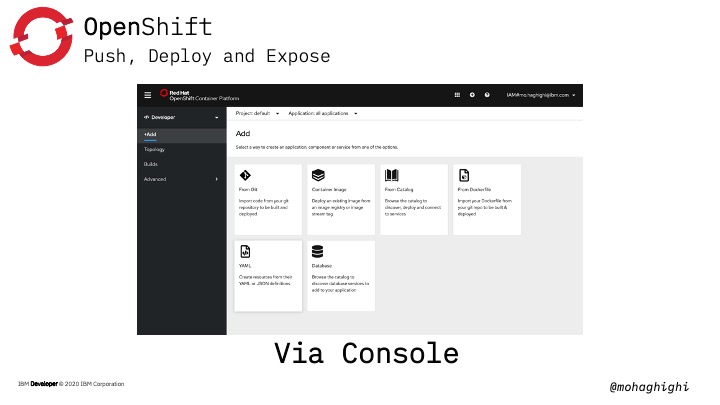 OpenShift
Push, Deploy and Expose
Red Hat
OpenShift Container Platform
IAM#mohaghighi@ibm.com
</> Developer
+Add
Topology
Builds
Advanced
Project: default
Application: all applications
Add
Select a way to create an application, component or service from one of the options.
From Git
Import code from your git
repository to be built and
deployed
Container Image
Deploy an existing image from
an image registry or image
stream tag
From Catalog
Browse the catalog to
discover, deploy and connect
to services
From Dockerfile
Import your Dockerfile from
your git repo to be built &
deployed
YAML
Create resources from their
YAML or JSON definitions
Database
Browse the catalog to
discover database services to
add to your application
Via Console
IBM Developer © 2020 IBM Corporation
@mohaghighi